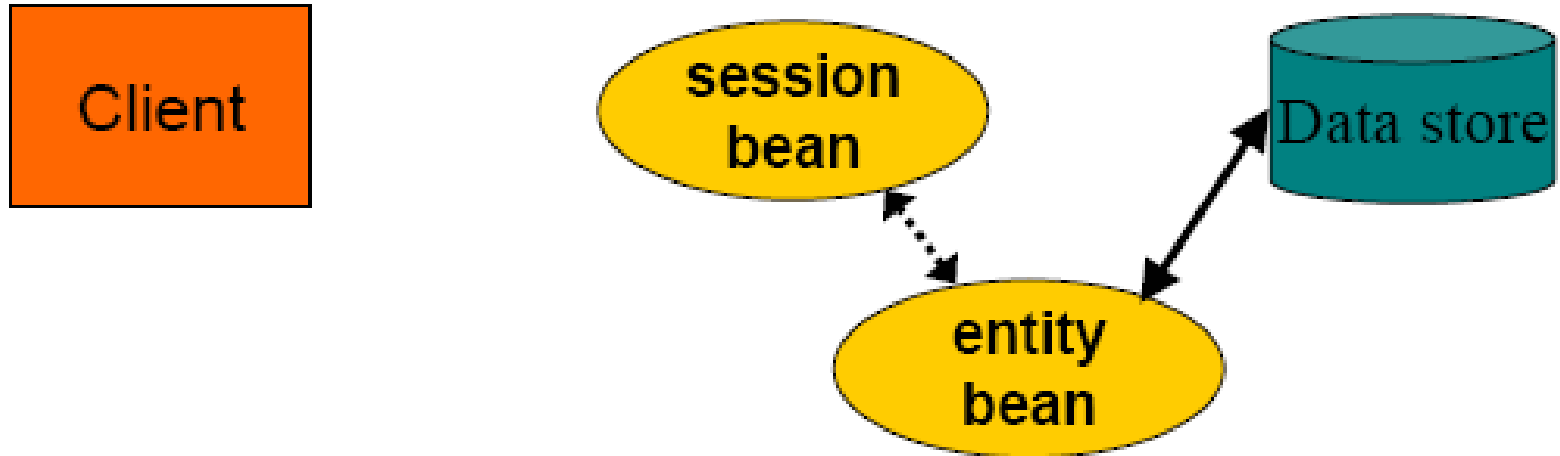 Client
session
bean
Data store
entity
bean